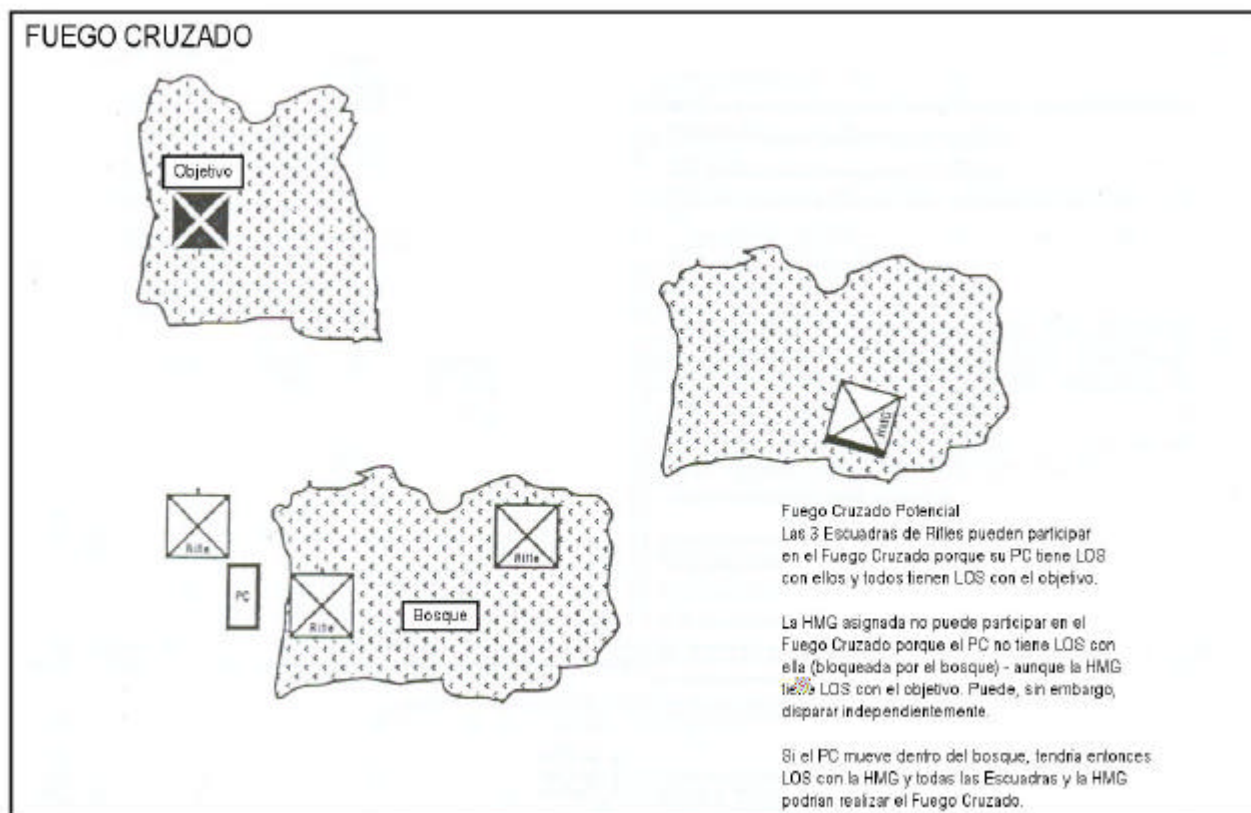 FUEGO CRUZADO
Objetivo
HMG
Rifle
Rifle
PC
Rifle
Bosque
Fuego Cruzado Potencial
Las 3 Escuadras de Rifles pueden participar
en el Fuego Cruzado porque su PC tiene LOS
con ellos y todos tienen LOS con el objetivo.
La HMG asignada no puede participar en el
Fuego Cruzado porque el PC no tiene LOS con
ella (bloqueada por el bosque) - aunque la HMG
tiene LOS con el objetivo. Puede, sin embargo,
disparar independientemente.
Si el PC mueve dentro del bosque, tendría entonces
LOS con la HMG y todas las Escuadras y la HMG
podrían realizar el Fuego Cruzado.